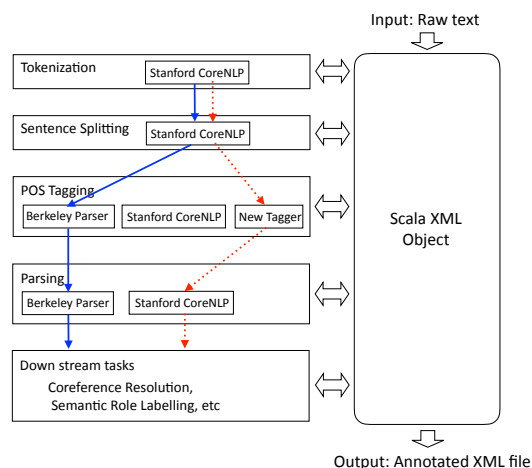 Input: Raw text
Tokenization
Stanford CoreNLP
Sentence Splitting
Stanford CoreNLP
POS Tagging
Berkeley Parser
Stanford CoreNLP
New Tagger
Parsing
Berkeley Parser
Stanford CoreNLP
Down stream tasks
Coreference Resolution,
Semantic Role Labelling, etc
Scala XML
Object
Output: Annotated XML file